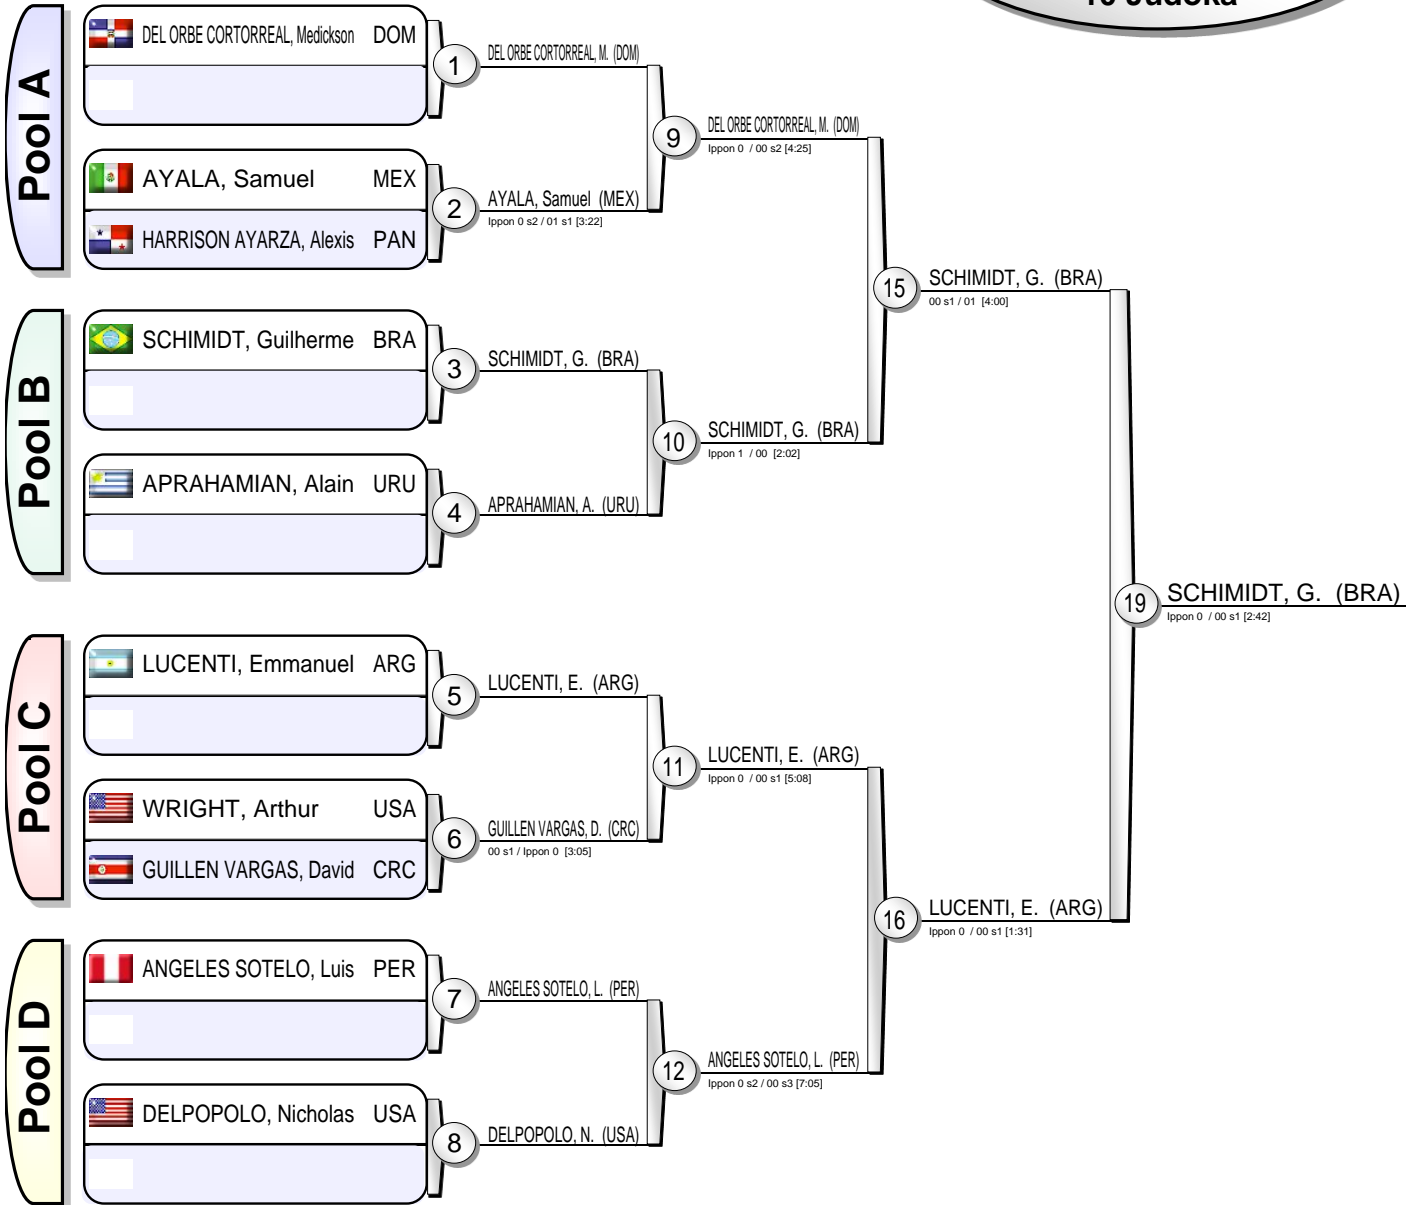 10 Judoka
Pool A
DEL ORBE CORTORREAL, Medickson DOM
1
DEL ORBE CORTORREAL, M. (DOM)
AYALA, Samuel MEX
HARRISON AYARZA, Alexis PAN
2
AYALA, Samuel (MEX)
Ippon 0 s2 / 01 s1 [3:22]
9
DEL ORBE CORTORREAL, M. (DOM)
Ippon 0 / 00 s2 [4:25]
Pool B
SCHIMIDT, Guilherme BRA
3
SCHIMIDT, G. (BRA)
APRAHAMIAN, Alain URU
4
APRAHAMIAN, A. (URU)
10
SCHIMIDT, G. (BRA)
Ippon 1 / 00 [2:02]
15
SCHIMIDT, G. (BRA)
00 s1 / 01 [4:00]
Pool C
LUCENTI, Emmanuel ARG
5
LUCENTI, E. (ARG)
WRIGHT, Arthur USA
GUILLEN VARGAS, David CRC
6
GUILLEN VARGAS, D. (CRC)
00 s1 / Ippon 0 [3:05]
11
LUCENTI, E. (ARG)
Ippon 0 / 00 s1 [5:08]
Pool D
ANGELES SOTELO, Luis PER
7
ANGELES SOTELO, L. (PER)
DELPOPOLO, Nicholas USA
8
DELPOPOLO, N. (USA)
12
ANGELES SOTELO, L. (PER)
Ippon 0 s2 / 00 s3 [7:05]
16
LUCENTI, E. (ARG)
Ippon 0 / 00 s1 [1:31]
19
SCHIMIDT, G. (BRA)
Ippon 0 / 00 s1 [2:42]